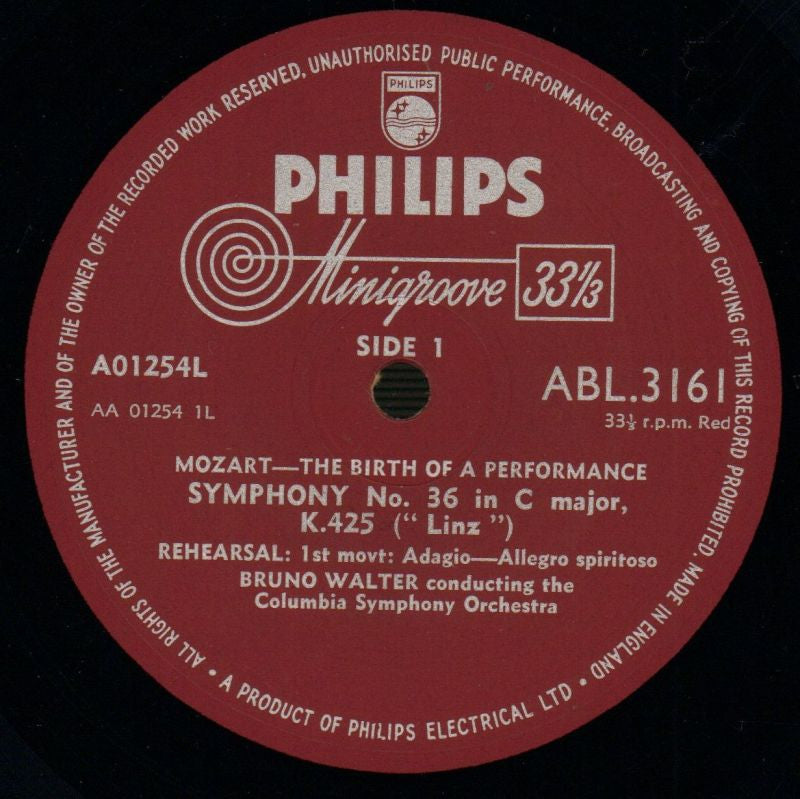 ALL RIGHTS OF THE MANUFACTURER AND OF THE OWNER OF THE RECORDED WORK RESERVED, UNAUTHORISED PUBLIC PERFORMANCE, BROADCASTING AND COPYING OF THIS RECORD PROHIBITED. MADE IN ENGLAND •
PHILIPS
PHILIPS
Minigroove 33⅓
SIDE 1
A01254L
ABL.3161
AA 01254 1L
33⅓ r.p.m. Red
MOZART—THE BIRTH OF A PERFORMANCE
SYMPHONY No. 36 in C major,
K.425 (“ Linz ”)
REHEARSAL: 1st movt: Adagio—Allegro spiritoso
BRUNO WALTER conducting the
Columbia Symphony Orchestra
• A PRODUCT OF PHILIPS ELECTRICAL LTD •